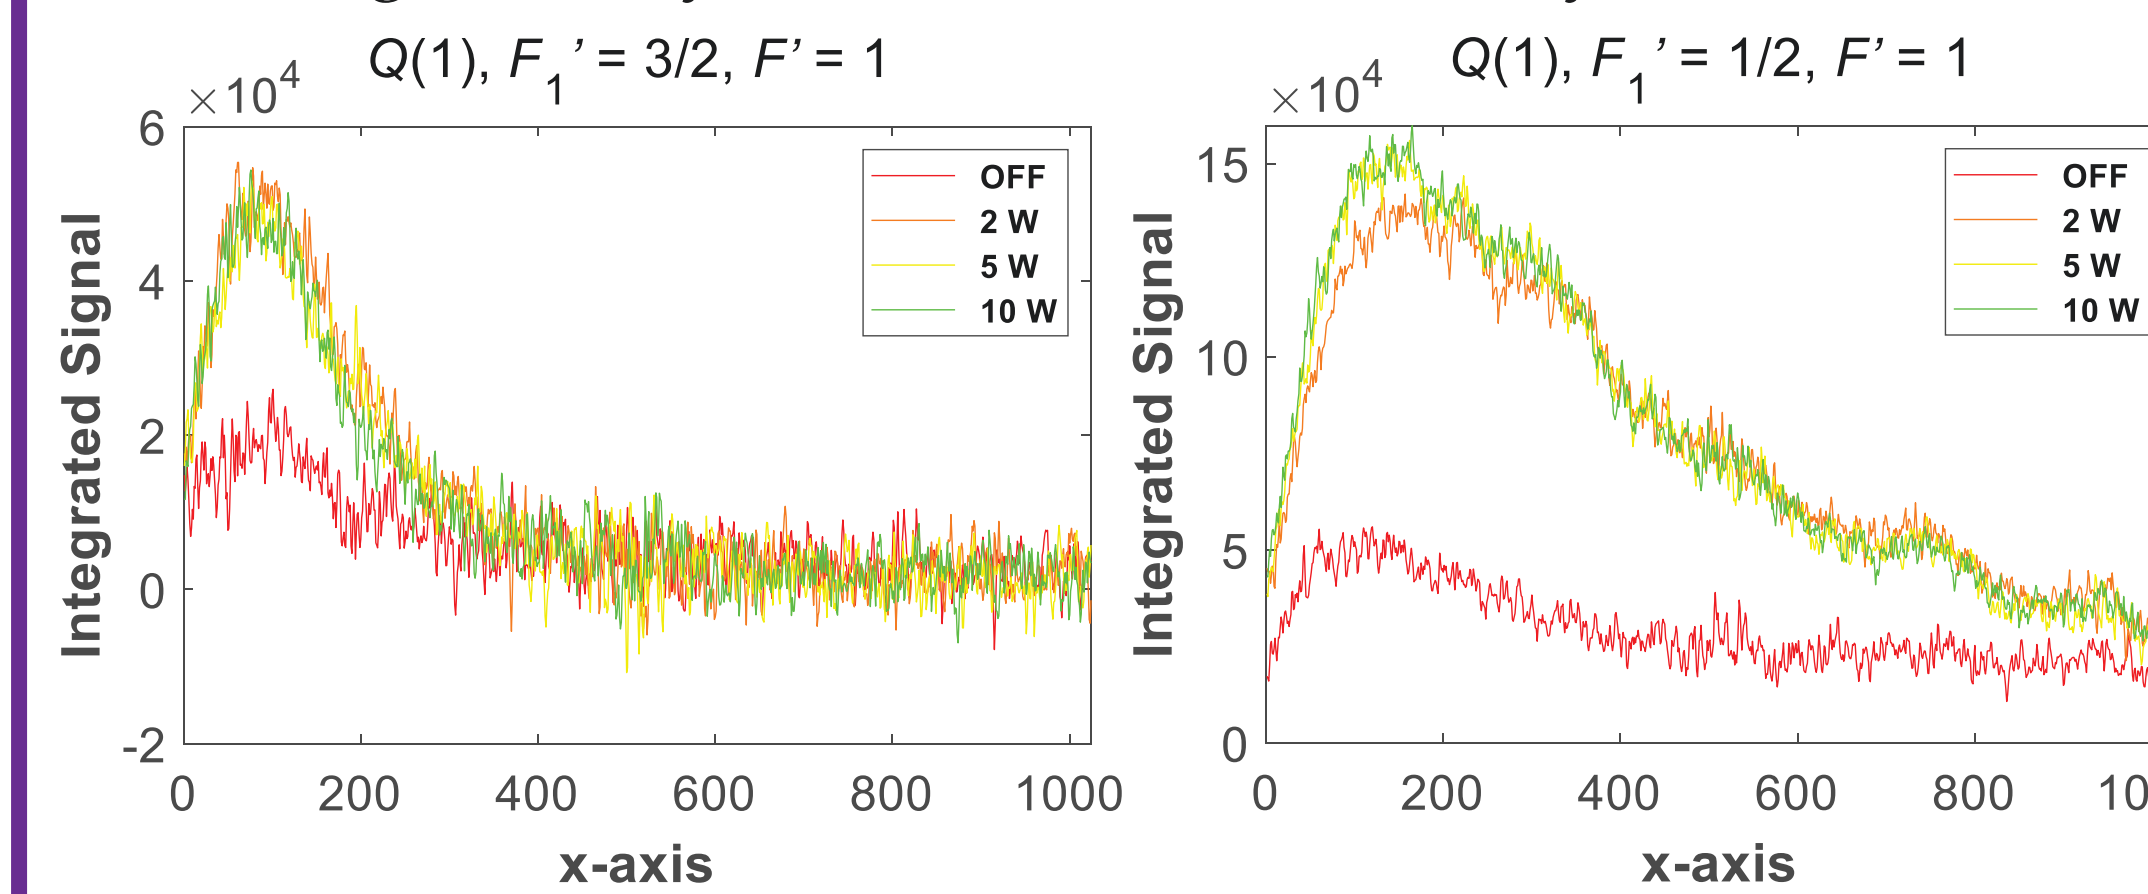 Q(1), F1’ = 3/2, F’ = 1
×10^4
6
4
2
0
-2
Integrated Signal
OFF
2 W
5 W
10 W
0 200 400 600 800 1000
x-axis
Q(1), F1’ = 1/2, F’ = 1
×10^4
15
10
5
0
Integrated Signal
OFF
2 W
5 W
10 W
0 200 400 600 800
x-axis